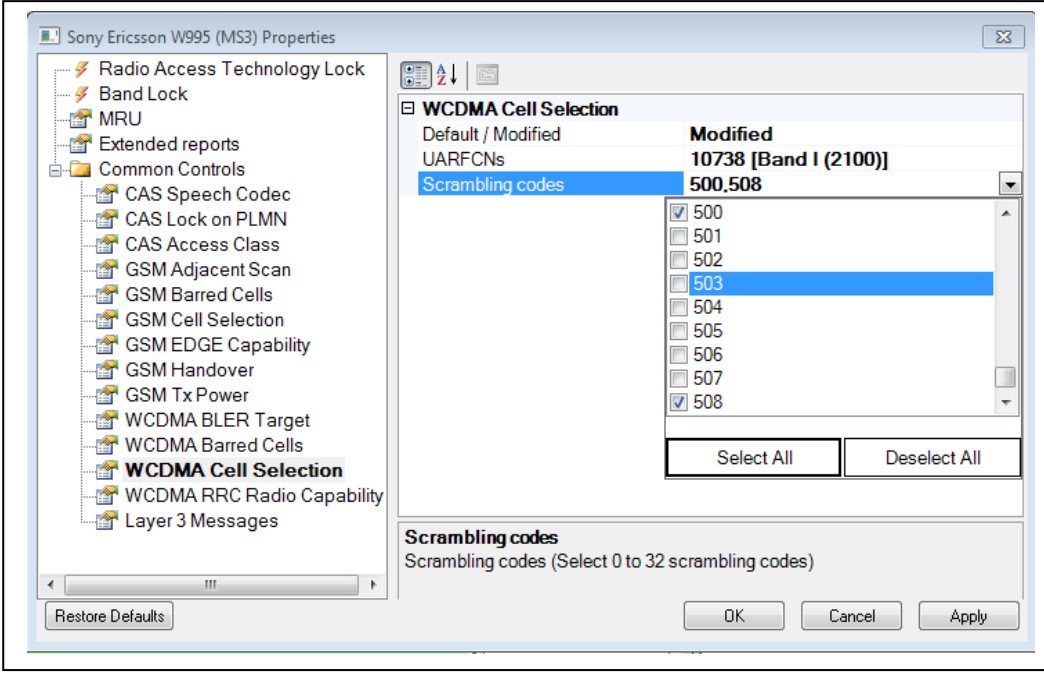 Sony Ericsson W995 (MS3) Properties
Radio Access Technology Lock
Band Lock
MRU
Extended reports
Common Controls
CAS Speech Codec
CAS Lock on PLMN
CAS Access Class
GSM Adjacent Scan
GSM Barred Cells
GSM Cell Selection
GSM EDGE Capability
GSM Handover
GSM Tx Power
WCDMA BLER Target
WCDMA Barred Cells
WCDMA Cell Selection
WCDMA RRC Radio Capability
Layer 3 Messages
Restore Defaults
WCDMA Cell Selection
Default / Modified Modified
UARFCNs 10738 [Band I (2100)]
Scrambling codes 500,508
500
501
502
503
504
505
506
507
508
Select All Deselect All
Scrambling codes
Scrambling codes (Select 0 to 32 scrambling codes)
OK Cancel Apply